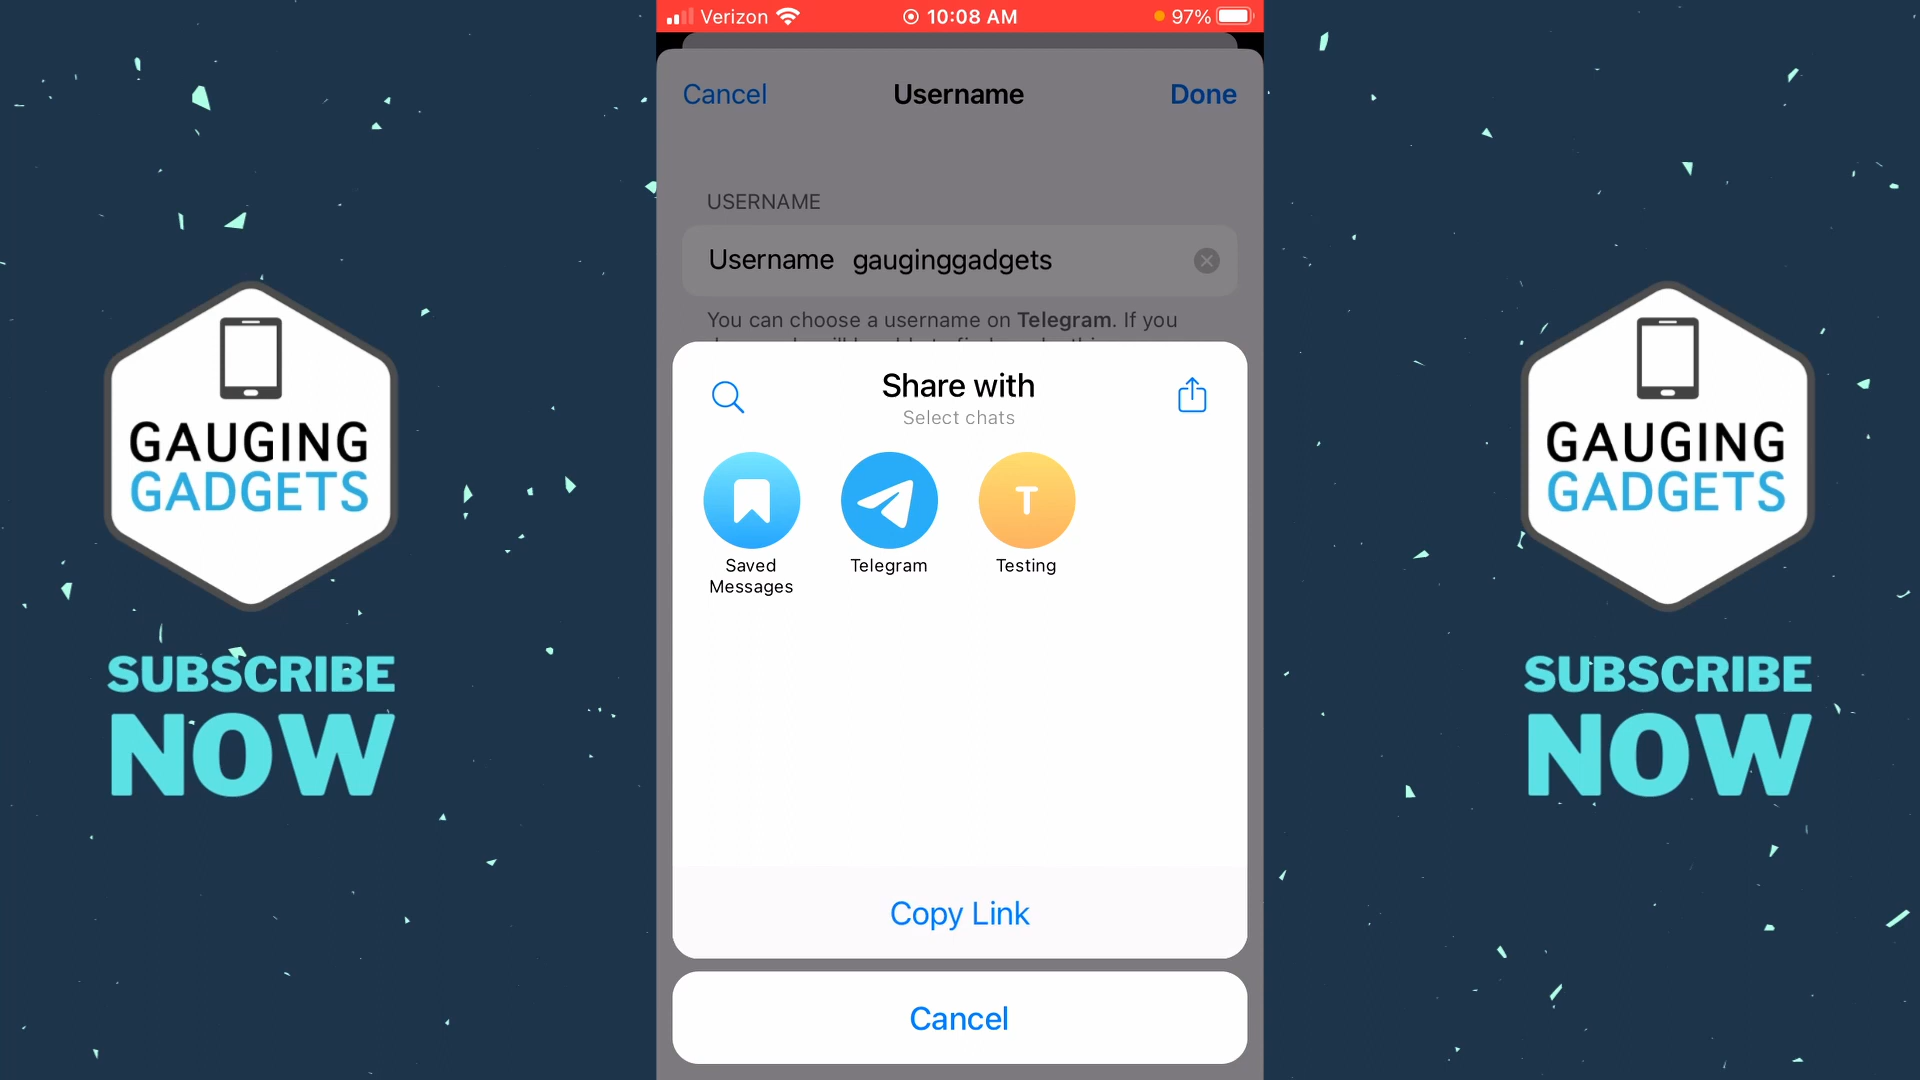 Verizon 10:08 AM 97%
Cancel Username Done
USERNAME
Username gauginggadgets
You can choose a username on Telegram. If you
Share with
Select chats
Saved
Messages
Telegram
Testing
T
Copy Link
Cancel
GAUGING
GADGETS
SUBSCRIBE
NOW
GAUGING
GADGETS
SUBSCRIBE
NOW